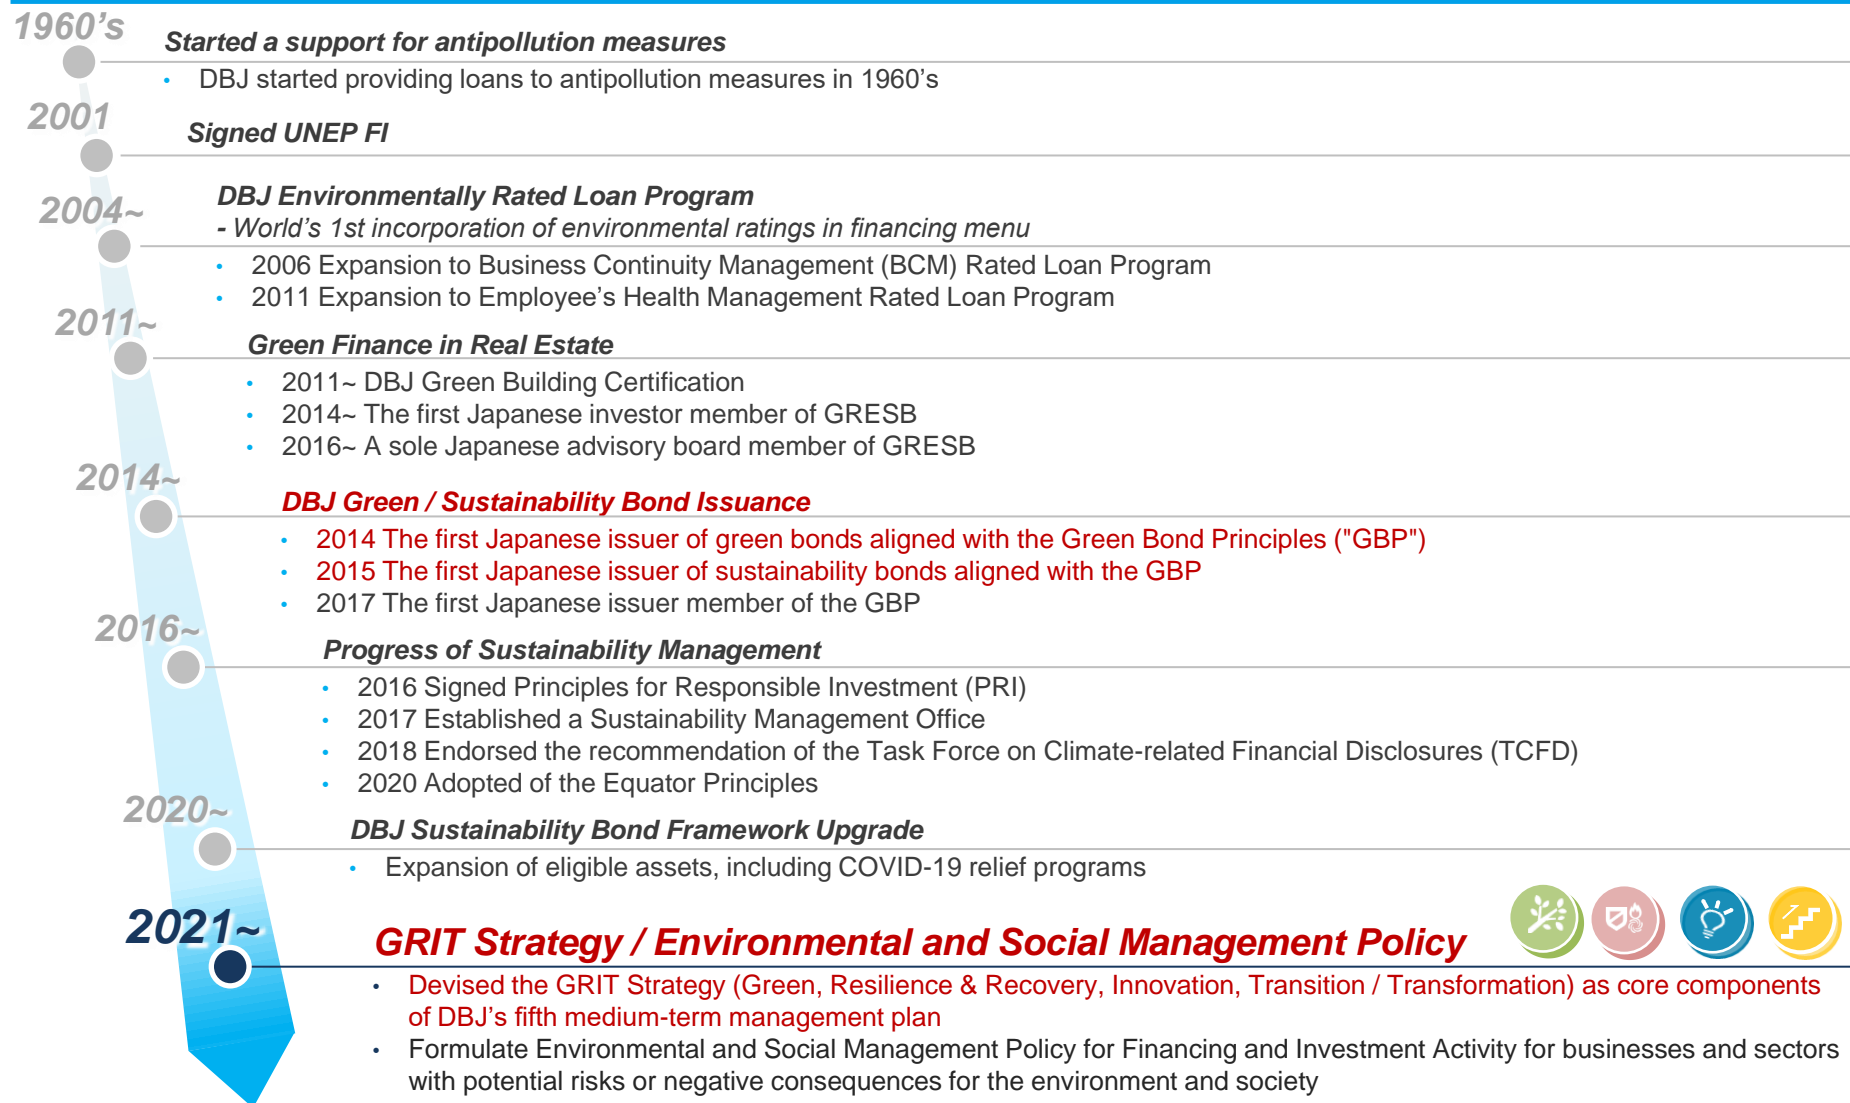 1960’s
Started a support for antipollution measures
• DBJ started providing loans to antipollution measures in 1960’s
2001
Signed UNEP FI
2004~
DBJ Environmentally Rated Loan Program
- World’s 1st incorporation of environmental ratings in financing menu
• 2006 Expansion to Business Continuity Management (BCM) Rated Loan Program
• 2011 Expansion to Employee’s Health Management Rated Loan Program
2011~
Green Finance in Real Estate
• 2011~ DBJ Green Building Certification
• 2014~ The first Japanese investor member of GRESB
• 2016~ A sole Japanese advisory board member of GRESB
2014~
DBJ Green / Sustainability Bond Issuance
• 2014 The first Japanese issuer of green bonds aligned with the Green Bond Principles ("GBP")
• 2015 The first Japanese issuer of sustainability bonds aligned with the GBP
• 2017 The first Japanese issuer member of the GBP
2016~
Progress of Sustainability Management
• 2016 Signed Principles for Responsible Investment (PRI)
• 2017 Established a Sustainability Management Office
• 2018 Endorsed the recommendation of the Task Force on Climate-related Financial Disclosures (TCFD)
• 2020 Adopted of the Equator Principles
2020~
DBJ Sustainability Bond Framework Upgrade
• Expansion of eligible assets, including COVID-19 relief programs
2021~
GRIT Strategy / Environmental and Social Management Policy
• Devised the GRIT Strategy (Green, Resilience & Recovery, Innovation, Transition / Transformation) as core components
of DBJ’s fifth medium-term management plan
• Formulate Environmental and Social Management Policy for Financing and Investment Activity for businesses and sectors
with potential risks or negative consequences for the environment and society